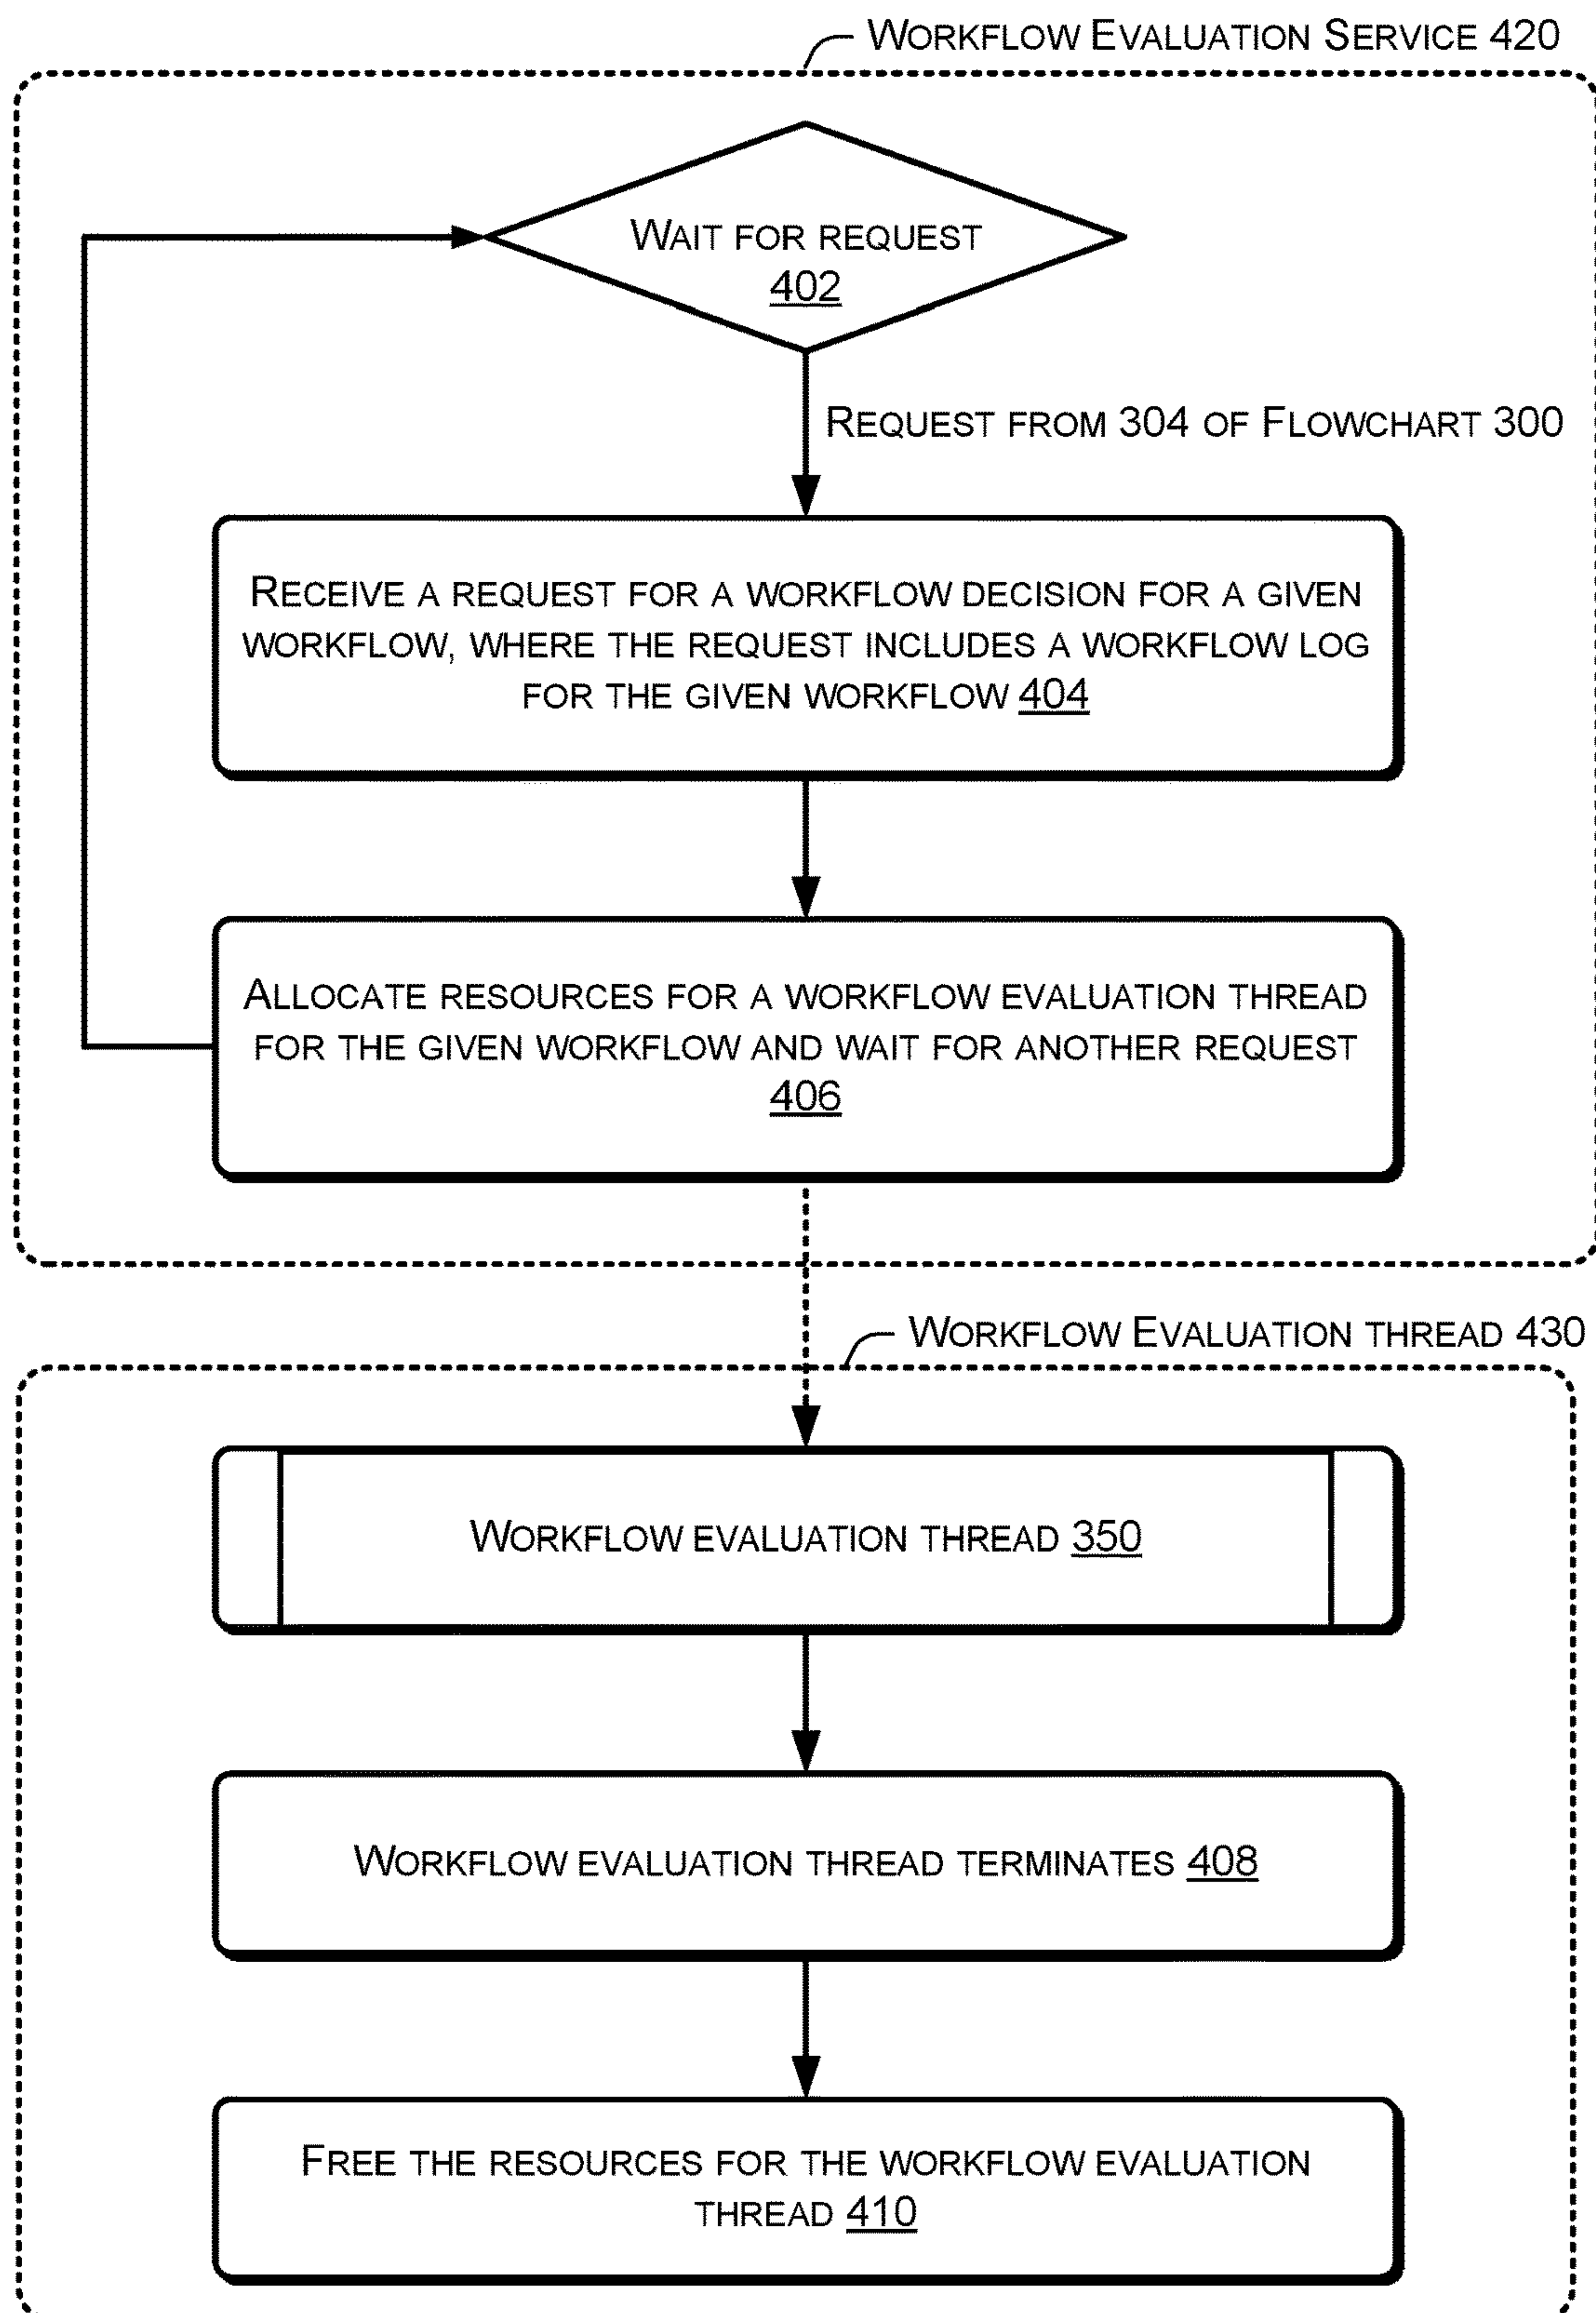 Workflow Evaluation Service 420
Wait for request
402
Request from 304 of Flowchart 300
Receive a request for a workflow decision for a given
workflow, where the request includes a workflow log
for the given workflow 404
Allocate resources for a workflow evaluation thread
for the given workflow and wait for another request
406
Workflow Evaluation thread 430
Workflow evaluation thread 350
Workflow evaluation thread terminates 408
Free the resources for the workflow evaluation
thread 410